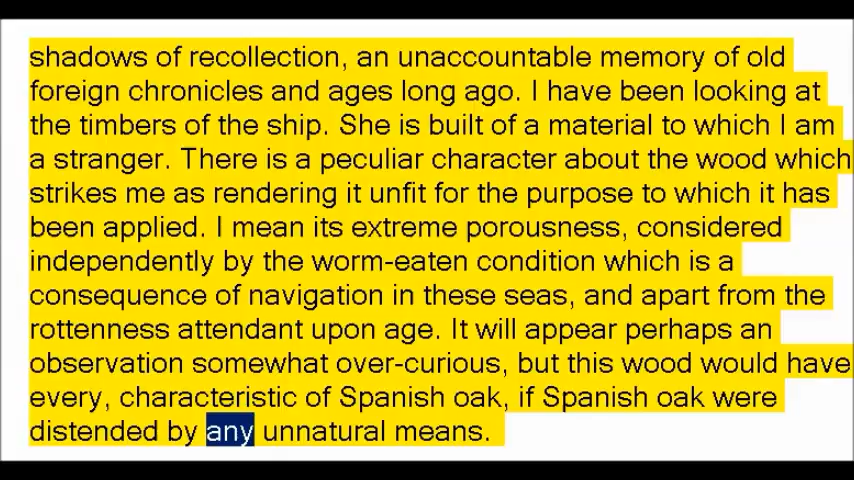 shadows of recollection, an unaccountable memory of old
foreign chronicles and ages long ago. I have been looking at
the timbers of the ship. She is built of a material to which I am
a stranger. There is a peculiar character about the wood which
strikes me as rendering it unfit for the purpose to which it has
been applied. I mean its extreme porousness, considered
independently by the worm-eaten condition which is a
consequence of navigation in these seas, and apart from the
rottenness attendant upon age. It will appear perhaps an
observation somewhat over-curious, but this wood would have
every, characteristic of Spanish oak, if Spanish oak were
distended by any unnatural means.